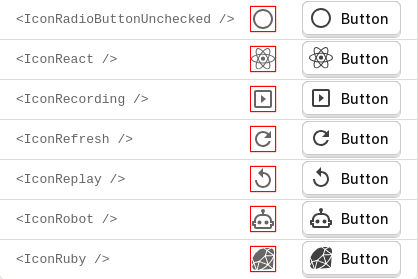 <IconRadioButtonUnchecked /> Button
<IconReact /> Button
<IconRecording /> Button
<IconRefresh /> Button
<IconReplay /> Button
<IconRobot /> Button
<IconRuby /> Button